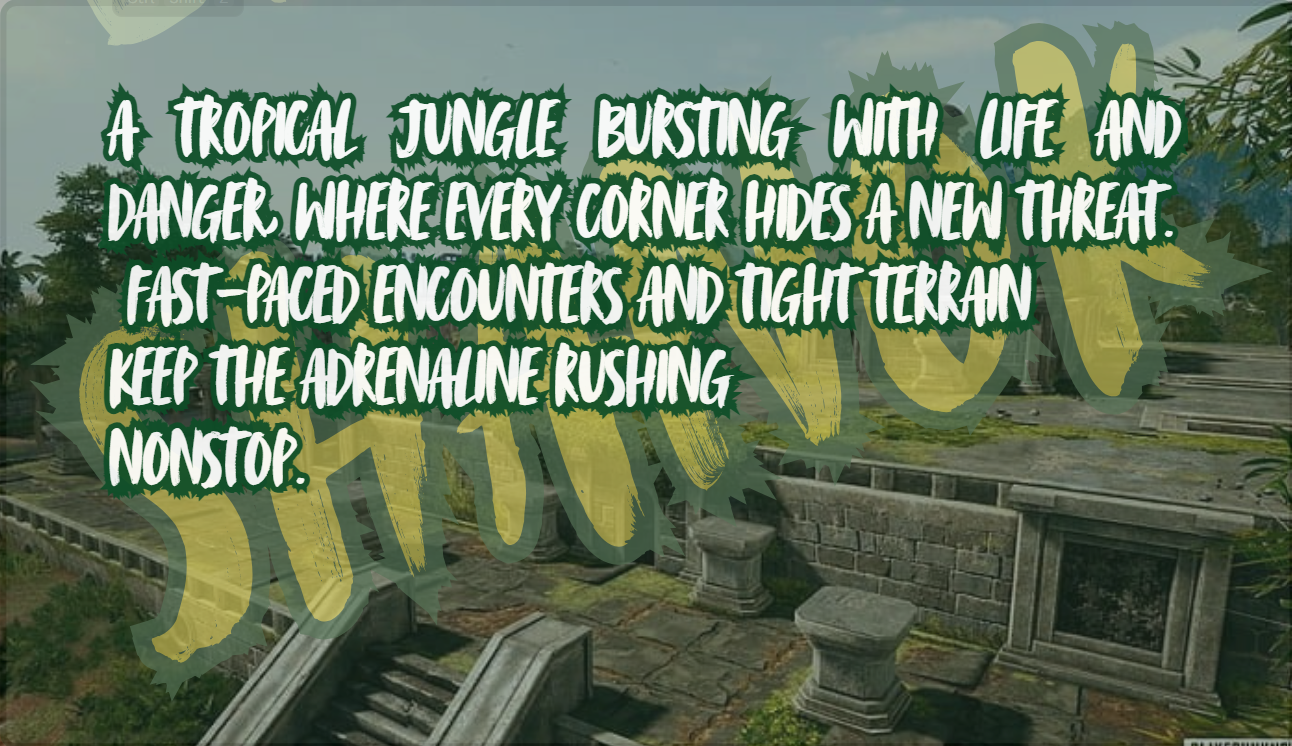 A TROPICAL JUNGLE BURSTING WITH LIFE AND
DANGER, WHERE EVERY CORNER HIDES A NEW THREAT.
FAST-PACED ENCOUNTERS AND TIGHT TERRAIN
KEEP THE ADRENALINE RUSHING
NONSTOP.
SANHOK